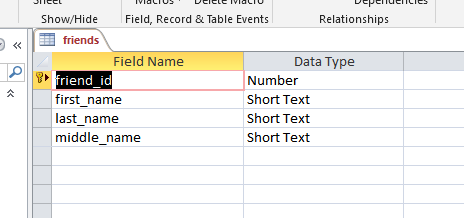 Sheet Macros Delete Macro Dependencies
Show/Hide Field, Record & Table Events Relationships
friends
Field Name Data Type
friend_id Number
first_name Short Text
last_name Short Text
middle_name Short Text